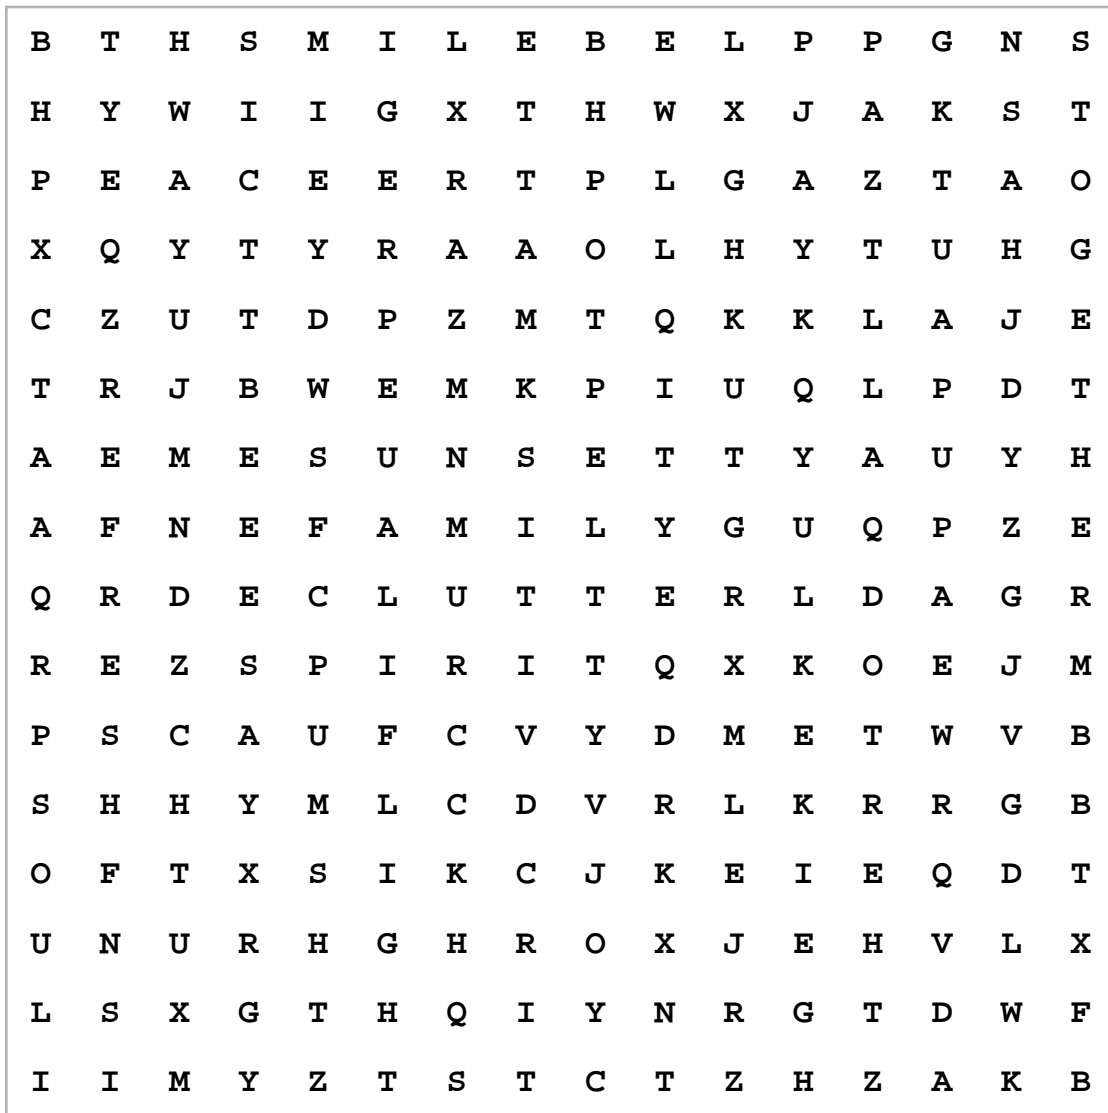 B T H S M I L E B E L P P G N S
H Y W I I G X T H W X J A K S T
P E A C E E R T P L G A Z T A O
X Q Y T Y R A A O L H Y T U H G
C Z U T D P Z M T Q K K L A J E
T R J B W E M K P I U Q L P D T
A E M E S U N S E T T Y A U Y H
A F N E F A M I L Y G U Q P Z E
Q R D E C L U T T E R L D A G R
R E Z S P I R I T Q X K O E J M
P S C A U F C V Y D M E T W V B
S H H Y M L C D V R L K R R G B
O F T X S I K C J K E I E Q D T
U N U R H G H R O X J E H V L X
L S X G T H Q I Y N R G T D W F
I I M Y Z T S T C T Z H Z A K B